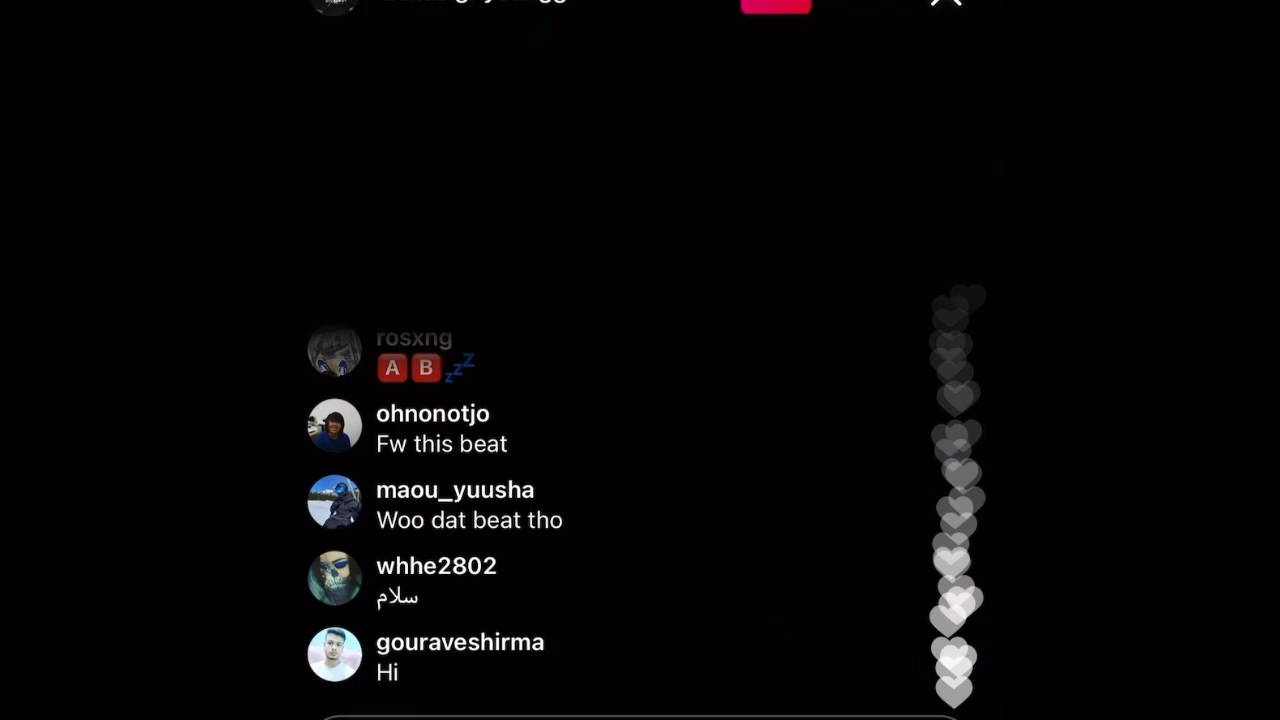 rosxng
🅰️🅱️💤
ohnonotjo
Fw this beat
maou_yuusha
Woo dat beat tho
whhe2802
سلام
gouraveshirma
Hi